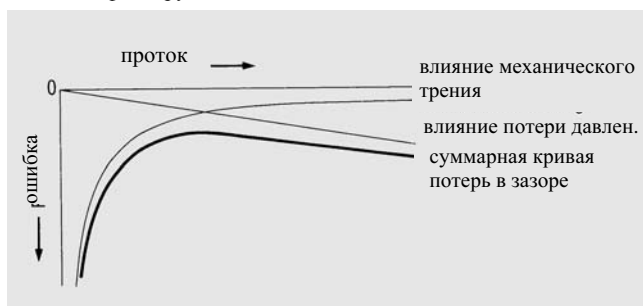 проток
0
влияние механического
трения
влияние потери давлен.
суммарная кривая
потерь в зазоре
ошибка